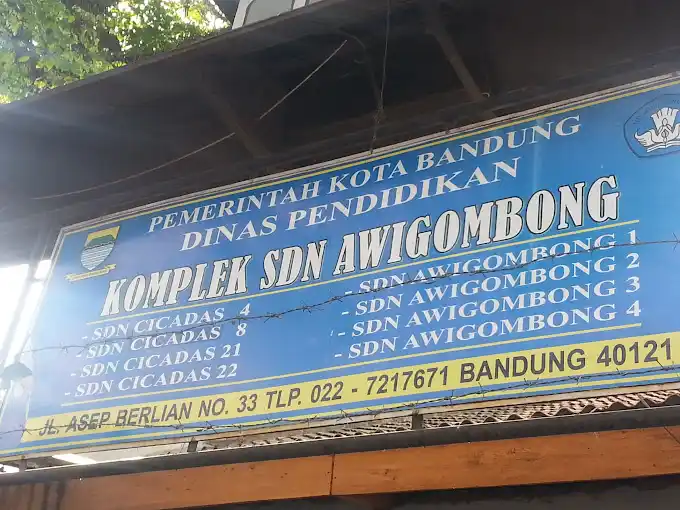 PEMERINTAH KOTA BANDUNG
DINAS PENDIDIKAN
KOMPLEK SDN AWIGOMBONG
- SDN CICADAS 4
- SDN CICADAS 8
- SDN CICADAS 21
- SDN CICADAS 22
- SDN AWIGOMBONG 1
- SDN AWIGOMBONG 2
- SDN AWIGOMBONG 3
- SDN AWIGOMBONG 4
JL. ASEP BERLIAN NO. 33 TLP. 022 - 7217671 BANDUNG 40121